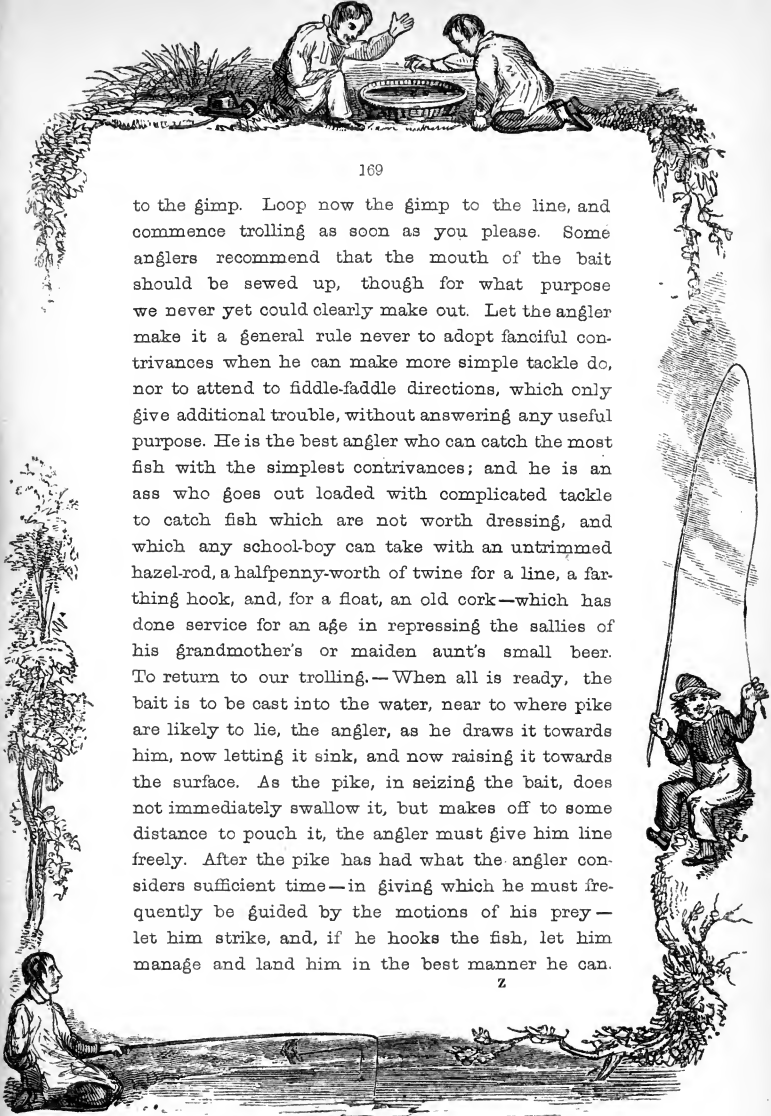 169
to the gimp. Loop now the gimp to the line, and
commence trolling as soon as you please. Some
anglers recommend that the mouth of the bait
should be sewed up, though for what purpose
we never yet could clearly make out. Let the angler
make it a general rule never to adopt fanciful con-
trivances when he can make more simple tackle do,
nor to attend to fiddle-faddle directions, which only
give additional trouble, without answering any useful
purpose. He is the best angler who can catch the most
fish with the simplest contrivances; and he is an
ass who goes out loaded with complicated tackle
to catch fish which are not worth dressing, and
which any school-boy can take with an untrimmed
hazel-rod, a halfpenny-worth of twine for a line, a far-
thing hook, and, for a float, an old cork—which has
done service for an age in repressing the sallies of
his grandmother's or maiden aunt's small beer.
To return to our trolling.—When all is ready, the
bait is to be cast into the water, near to where pike
are likely to lie, the angler, as he draws it towards
him, now letting it sink, and now raising it towards
the surface. As the pike, in seizing the bait, does
not immediately swallow it, but makes off to some
distance to pouch it, the angler must give him line
freely. After the pike has had what the angler con-
siders sufficient time—in giving which he must fre-
quently be guided by the motions of his prey—
let him strike, and, if he hooks the fish, let him
manage and land him in the best manner he can.
Z